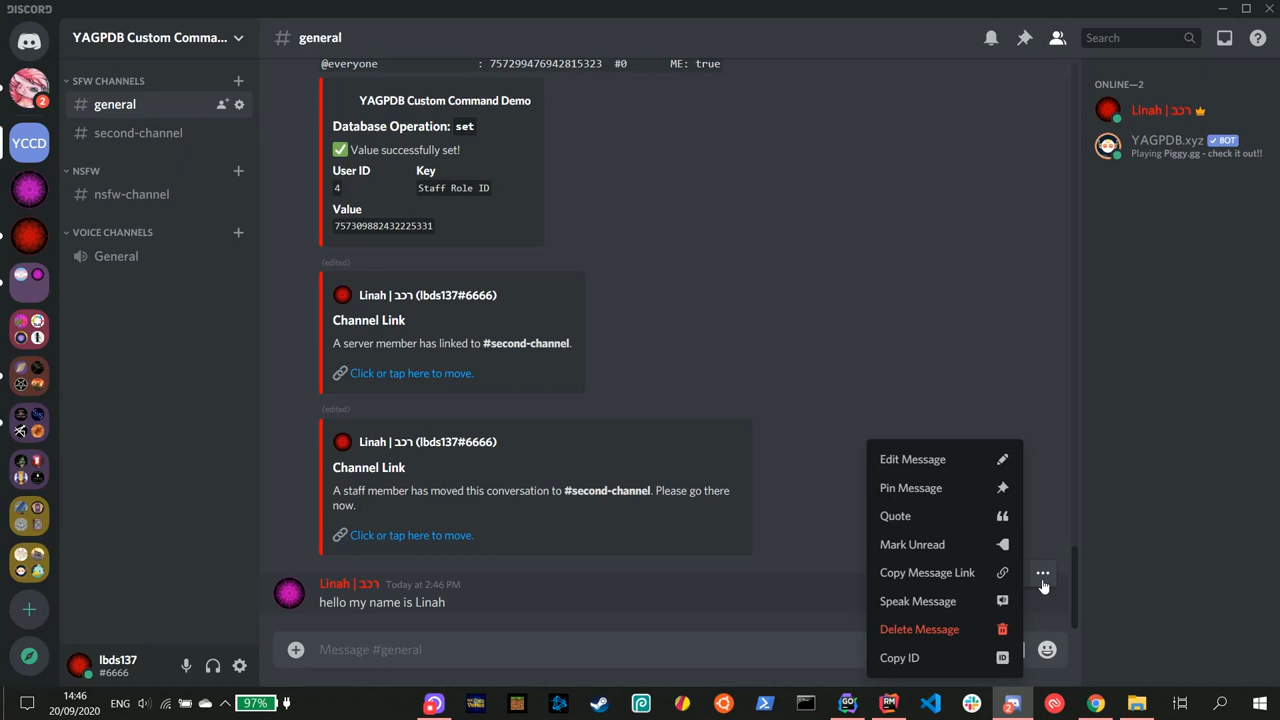 DISCORD
YAGPDB Custom Comma...
# general
Search
SFW CHANNELS
general
# second-channel
NSFW
# nsfw-channel
VOICE CHANNELS
General
2
YCCD
@everyone : 757299476942815323 #0 ME: true
YAGPDB Custom Command Demo
Database Operation: set
✅ Value successfully set!
User ID Key
4 Staff Role ID
Value
757309882432225331
(edited)
Linah | רכב (lbds137#6666)
Channel Link
A server member has linked to #second-channel.
Click or tap here to move.
(edited)
Linah | רכב (lbds137#6666)
Channel Link
A staff member has moved this conversation to #second-channel. Please go there
now.
Click or tap here to move.
Linah | רכב Today at 2:46 PM
hello my name is Linah
Message #general
Edit Message
Pin Message
Quote
Mark Unread
Copy Message Link
Speak Message
Delete Message
Copy ID
ID
ONLINE—2
Linah | רכב
YAGPDB.xyz ✓ BOT
Playing Piggy.gg - check it out!!
lbds137
#6666
14:46
20/09/2020
ENG
97%
GO
RM
2